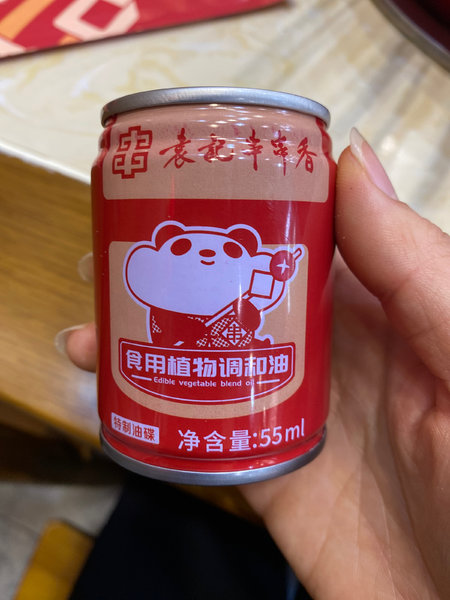 袁记串串香
食用植物调和油
Edible vegetable blend oil
特制油碟
净含量:55ml